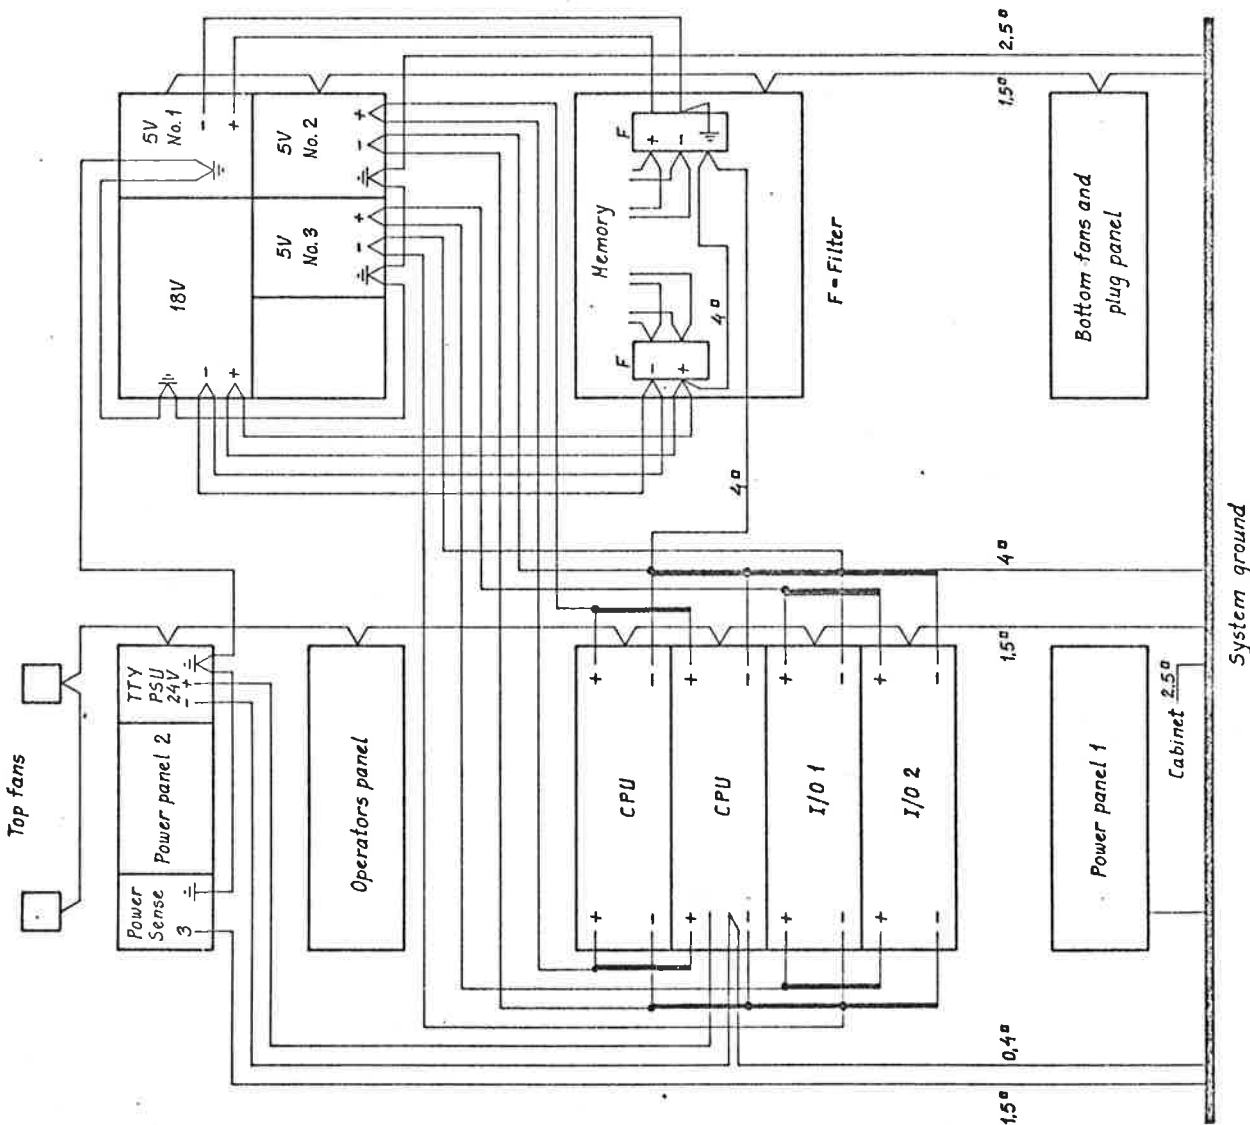 Top fans
Power
Sense
3
Power panel 2
TTY
PSU
24V
-
+
Operators panel
5V
No.1
-
+
5V
No.2
+
-
5V
No.3
+
-
18V
-
+
Memory
F
+
-
F
-
+
4□
F = Filter
4□
CPU
+
-
+
-
CPU
+
-
+
-
I/O 1
+
-
+
-
I/O 2
+
-
+
-
Bottom fans and
plug panel
Power panel 1
Cabinet 2.5□
1.5□
0,4□
1.5□
4□
1.5□
2.5□
System ground